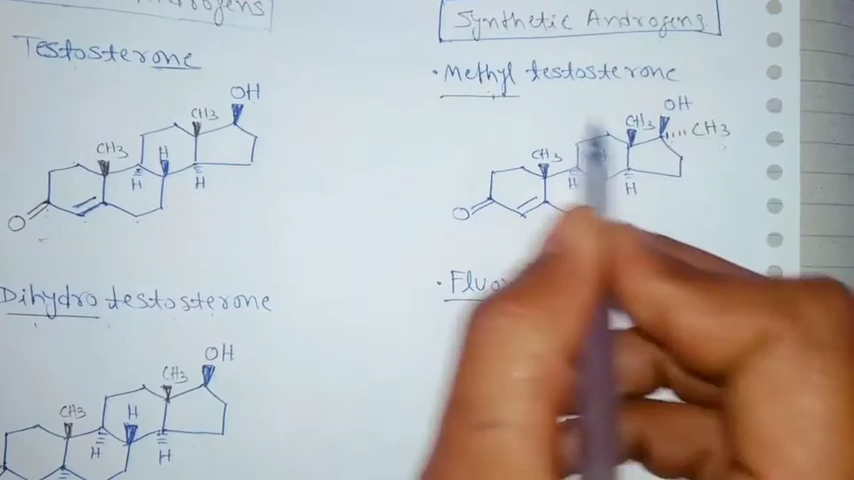 Synthetic Androgens
Testosterone
• Methyl testosterone
OH
CH3
CH3
H
H
H
O
OH
CH3
CH3
CH3
H
H
O
Dihydro testosterone
OH
CH3
CH3
H
H
H